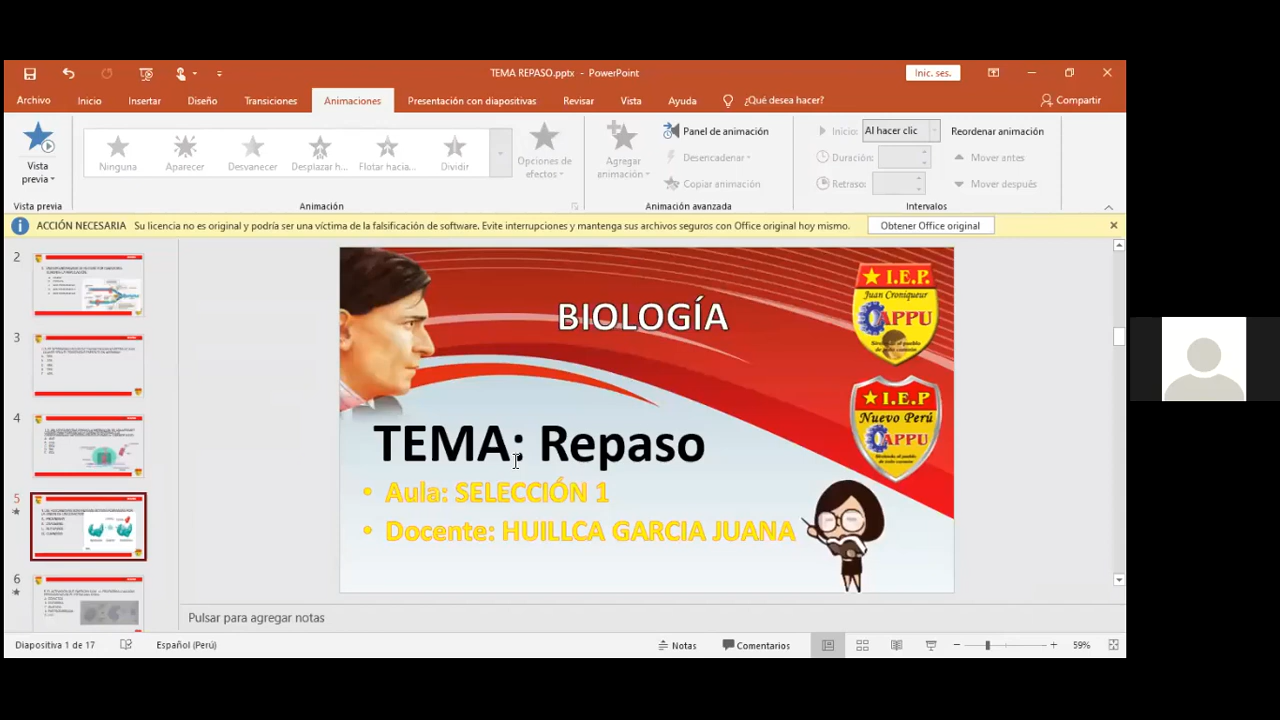 TEMA REPASO.pptx - PowerPoint
Inic. ses.
Archivo Inicio Insertar Diseño Transiciones Animaciones Presentación con diapositivas Revisar Vista Ayuda ¿Qué desea hacer? Compartir
Vista previa
Ninguna Aparecer Desvanecer Desplazar h... Flotar hacia... Dividir
Opciones de efectos
Agregar animación
Panel de animación
Desencadenar
Copiar animación
Inicio: Al hacer clic
Duración:
Retraso:
Reordenar animación
Mover antes
Mover después
Vista previa Animación Animación avanzada Intervalos
ACCIÓN NECESARIA Su licencia no es original y podría ser una víctima de la falsificación de software. Evite interrupciones y mantenga sus archivos seguros con Office original hoy mismo. Obtener Office original
2
3
4
5
6
BIOLOGÍA
I.E.P.
Juan Croniqueur
APPU
I.E.P
Nuevo Perú
APPU
TEMA: Repaso
• Aula: SELECCIÓN 1
• Docente: HUILLCA GARCIA JUANA
Pulsar para agregar notas
Diapositiva 1 de 17 Español (Perú) Notas Comentarios 59%